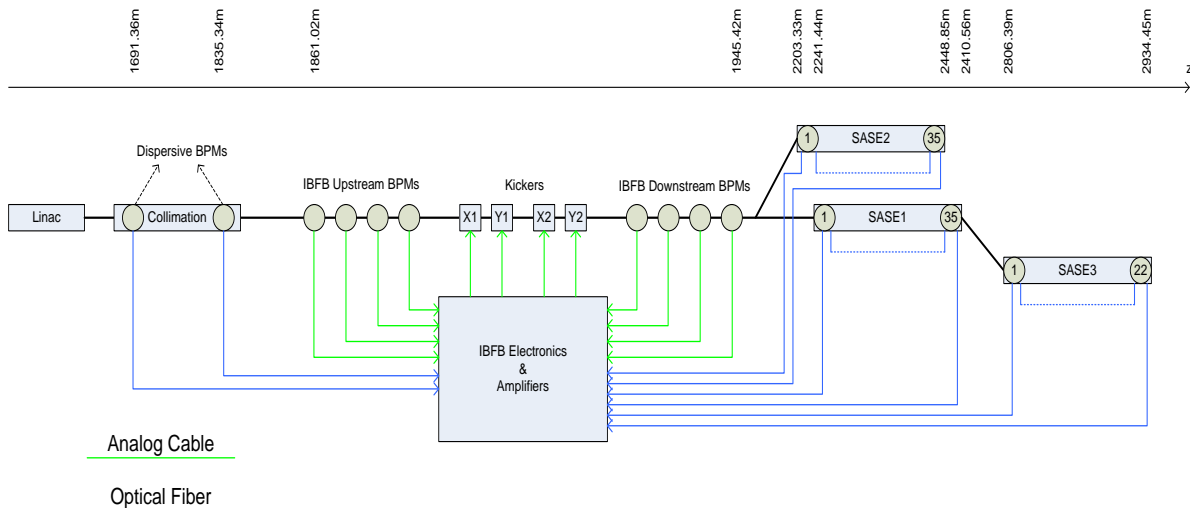 1691.36m
1835.34m
1861.02m
1945.42m
2203.33m
2241.44m
2448.85m
2410.56m
2806.39m
2934.45m
z
Dispersive BPMs
1 SASE2 35
IBFB Upstream BPMs Kickers IBFB Downstream BPMs
Linac Collimation X1 Y1 X2 Y2 1 SASE1 35
1 SASE3 22
IBFB Electronics
&
Amplifiers
Analog Cable
Optical Fiber